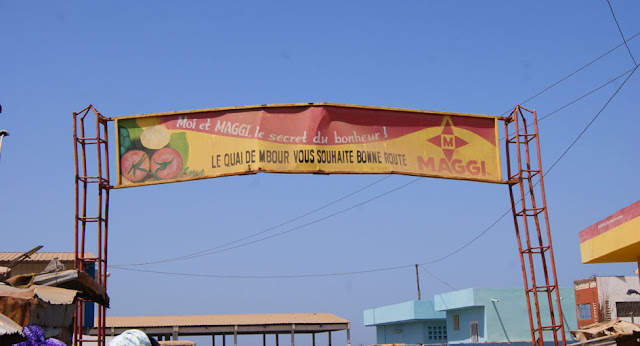 Moi et MAGGI, le secret du bonheur !
LE QUAI DE MBOUR VOUS SOUHAITE BONNE ROUTE
M
MAGGI